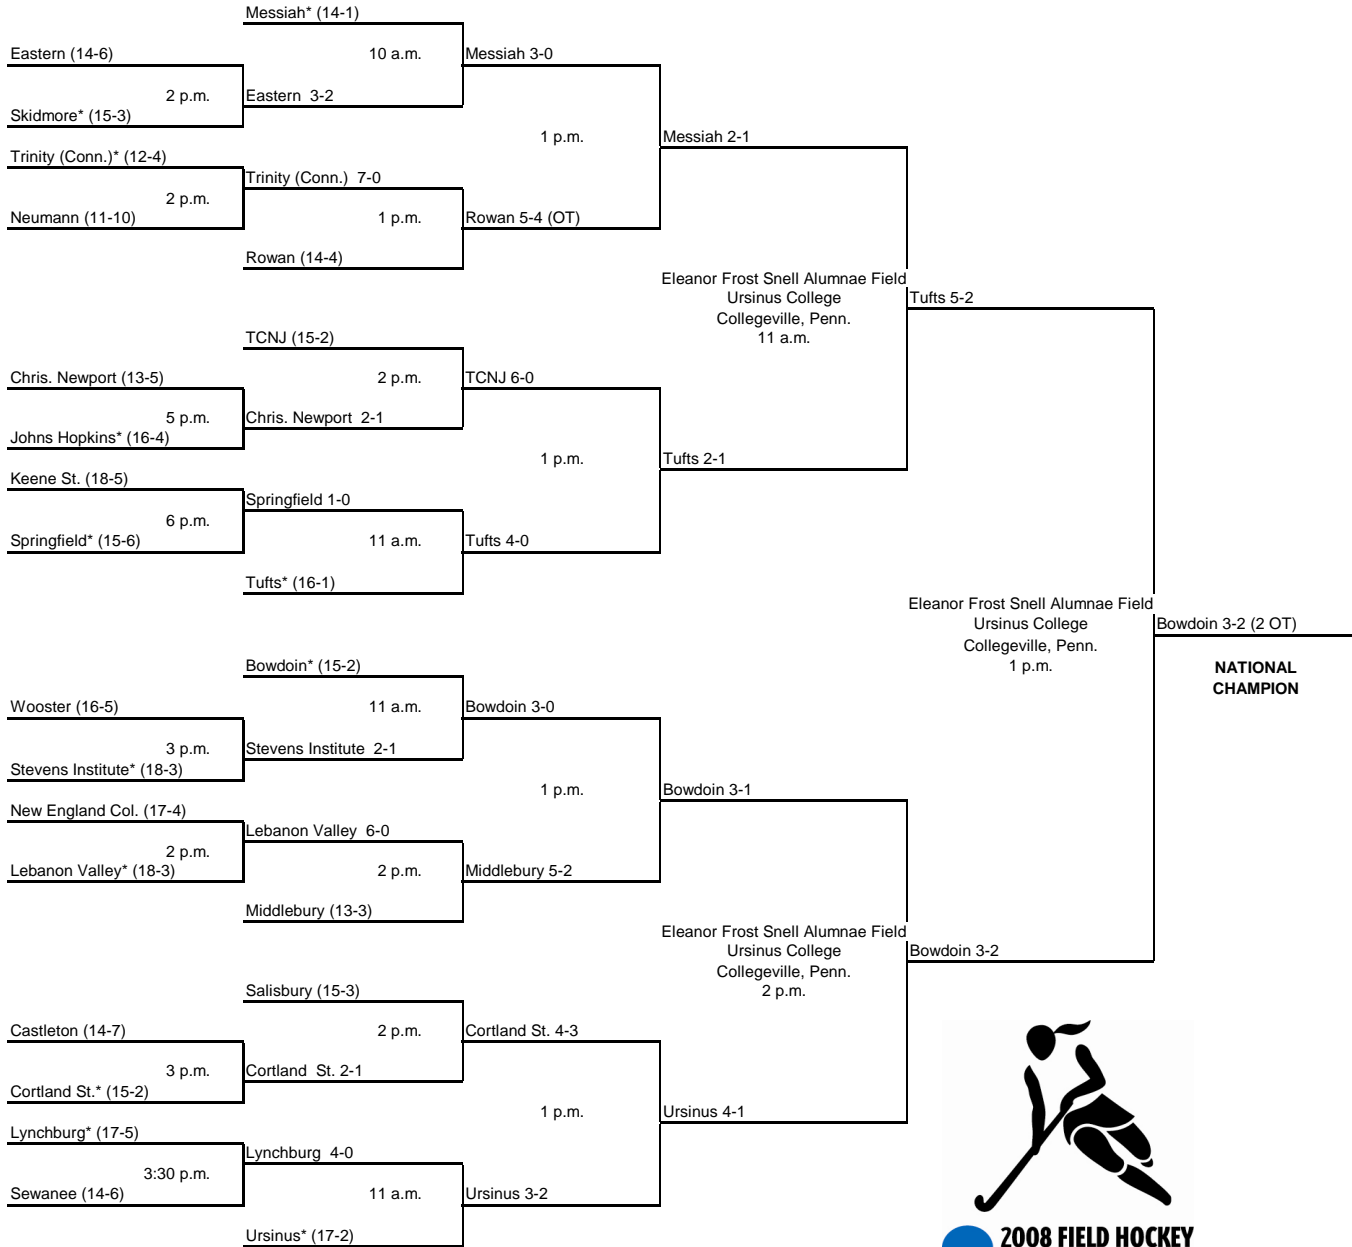 Messiah* (14-1)
Eastern (14-6)
10 a.m.
Messiah 3-0
2 p.m.
Eastern 3-2
Skidmore* (15-3)
1 p.m.
Messiah 2-1
Trinity (Conn.)* (12-4)
Trinity (Conn.) 7-0
2 p.m.
Neumann (11-10)
1 p.m.
Rowan 5-4 (OT)
Rowan (14-4)
Eleanor Frost Snell Alumnae Field
Ursinus College
Collegeville, Penn.
11 a.m.
Tufts 5-2
TCNJ (15-2)
Chris. Newport (13-5)
2 p.m.
TCNJ 6-0
5 p.m.
Chris. Newport 2-1
Johns Hopkins* (16-4)
1 p.m.
Tufts 2-1
Keene St. (18-5)
Springfield 1-0
6 p.m.
Springfield* (15-6)
11 a.m.
Tufts 4-0
Tufts* (16-1)
Eleanor Frost Snell Alumnae Field
Ursinus College
Collegeville, Penn.
1 p.m.
Bowdoin 3-2 (2 OT)
NATIONAL
CHAMPION
Bowdoin* (15-2)
Wooster (16-5)
11 a.m.
Bowdoin 3-0
3 p.m.
Stevens Institute 2-1
Stevens Institute* (18-3)
1 p.m.
Bowdoin 3-1
New England Col. (17-4)
Lebanon Valley 6-0
2 p.m.
Lebanon Valley* (18-3)
2 p.m.
Middlebury 5-2
Middlebury (13-3)
Eleanor Frost Snell Alumnae Field
Ursinus College
Collegeville, Penn.
2 p.m.
Bowdoin 3-2
Salisbury (15-3)
Castleton (14-7)
2 p.m.
Cortland St. 4-3
3 p.m.
Cortland St. 2-1
Cortland St.* (15-2)
1 p.m.
Ursinus 4-1
Lynchburg* (17-5)
Lynchburg 4-0
3:30 p.m.
Sewanee (14-6)
11 a.m.
Ursinus 3-2
Ursinus* (17-2)
2008 FIELD HOCKEY